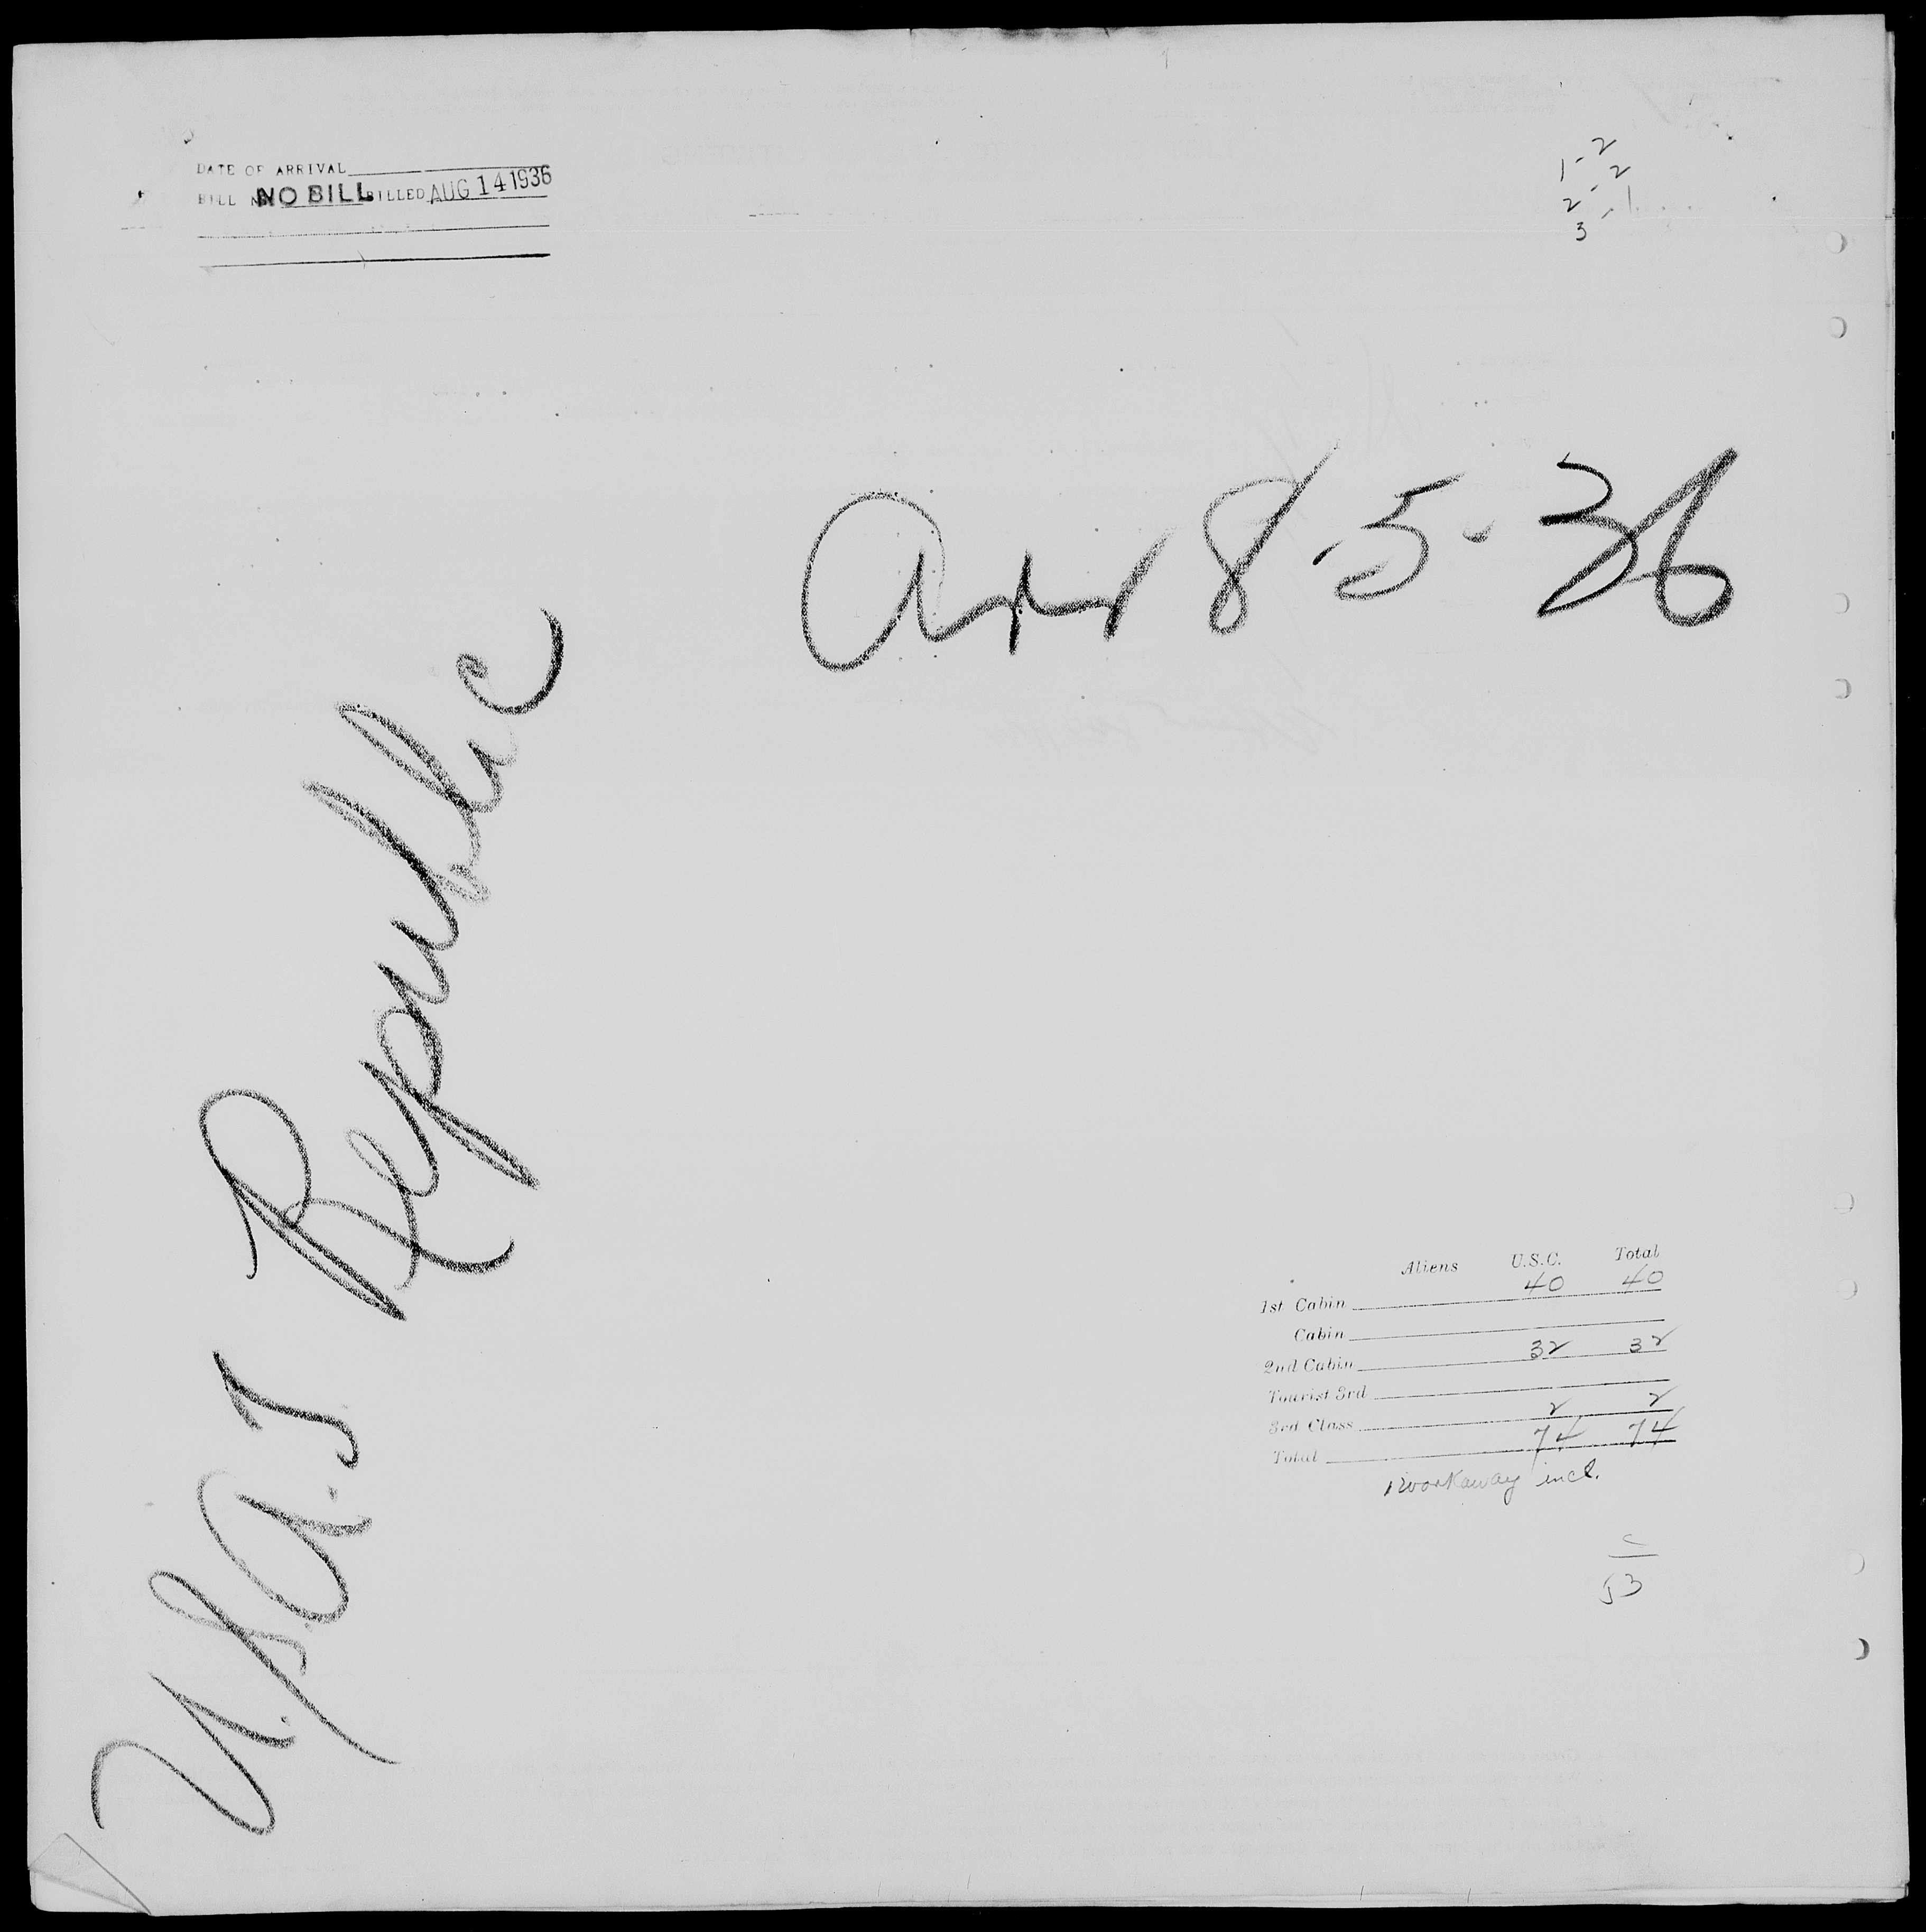 DATE OF ARRIVAL
BILL NO BILL BILLED AUG 14 1936
1-2
2-2
3-1
Arr 8-5-36
U.S.A.T Republic
Aliens U.S.C. Total
1st Cabin 40 40
Cabin
2nd Cabin 32 32
Tourist 3rd
3rd Class 2 2
Total 74 74
1 workaway incl.
53